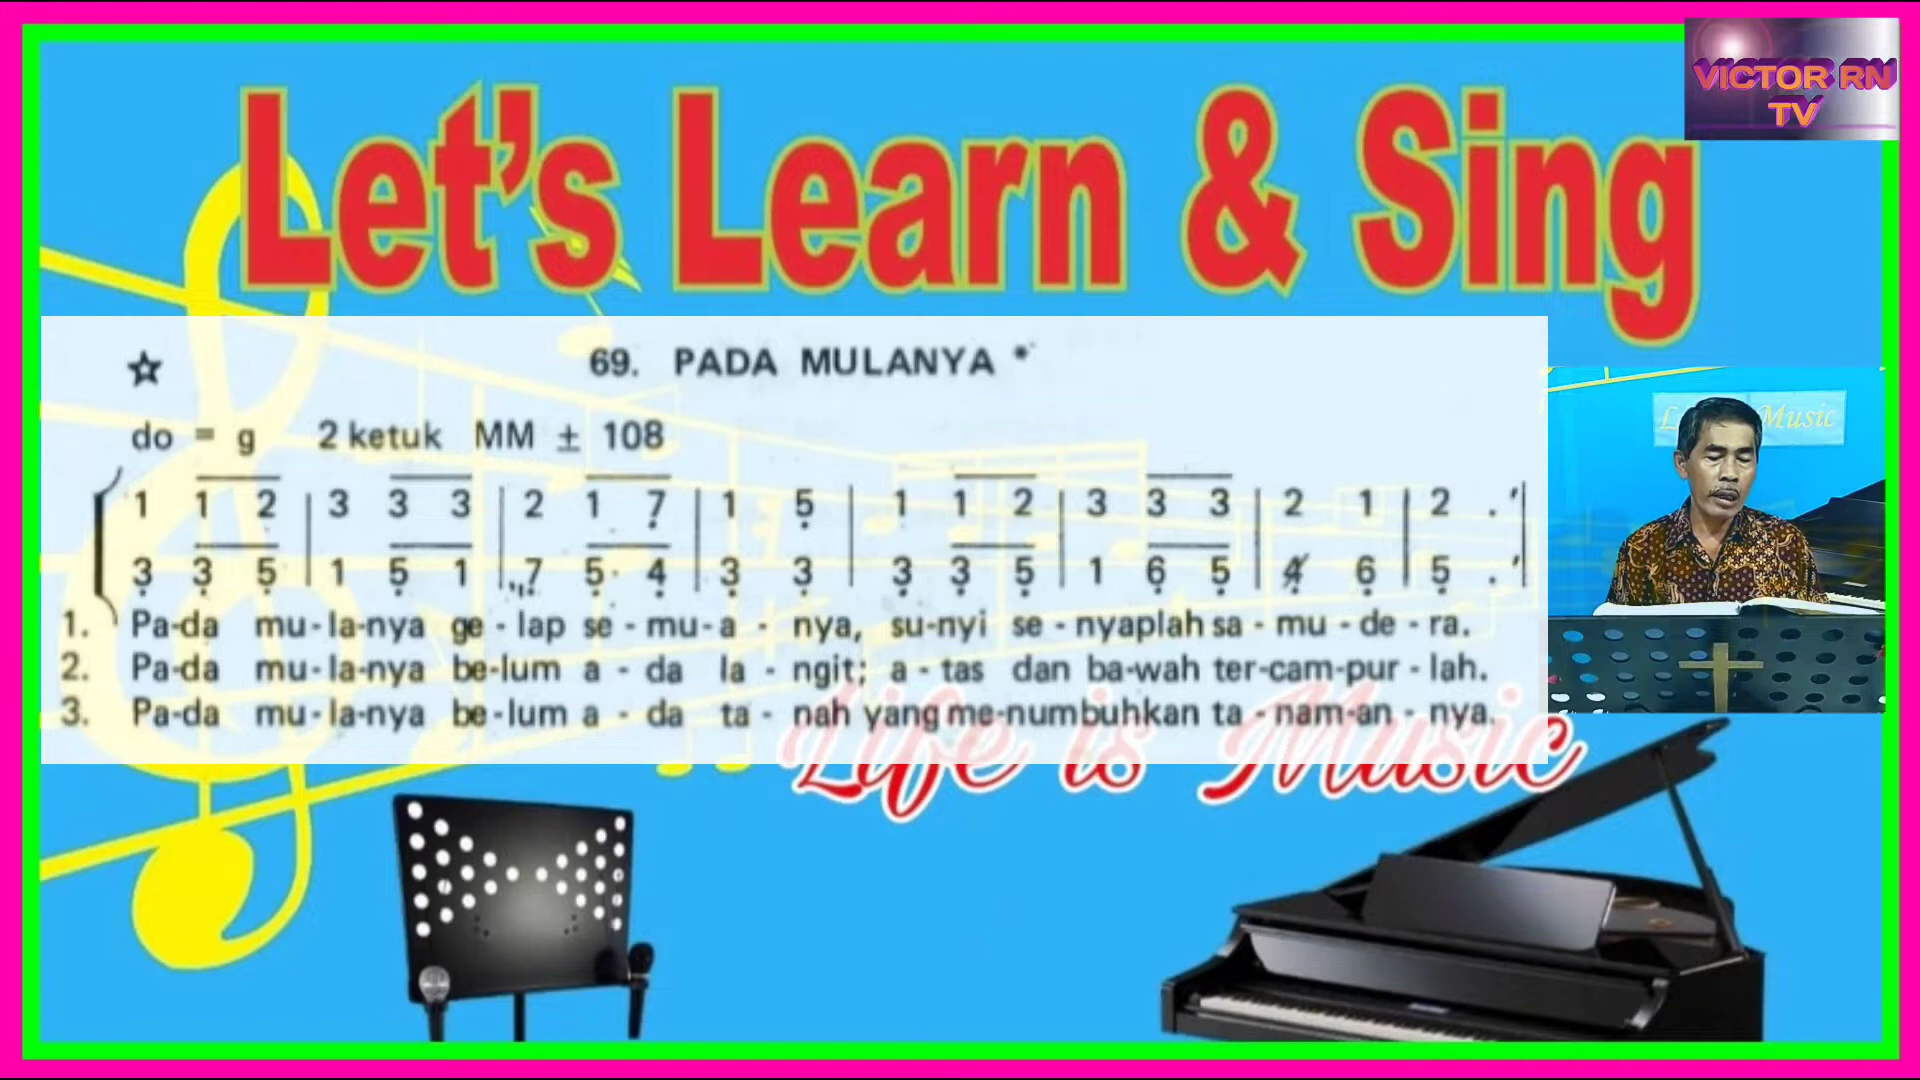 VICTOR RN
TV
Let's Learn & Sing
☆ 69. PADA MULANYA *
do = g 2 ketuk MM ± 108
1 1 2 | 3 3 3 | 2 1 7̣ | 1 5̣ | 1 1 2 | 3 3 3 | 2 1 | 2 . ’ |
3̣ 3̣ 5̣ | 1 5̣ 1 | 7̣ 5̣ 4̣ | 3̣ 3̣ | 3̣ 3̣ 5̣ | 1 6̣ 5̣ | 4̸̣ 6̣ | 5̣ . ’ |
1. Pa-da mu-la-nya ge-lap se-mu-a-nya, su-nyi se-nyaplah sa-mu-de-ra.
2. Pa-da mu-la-nya be-lum a-da la-ngit; a-tas dan ba-wah ter-cam-pur-lah.
3. Pa-da mu-la-nya be-lum a-da ta-nah yang me-numbuhkan ta-nam-an-nya.
Music
Life is Music